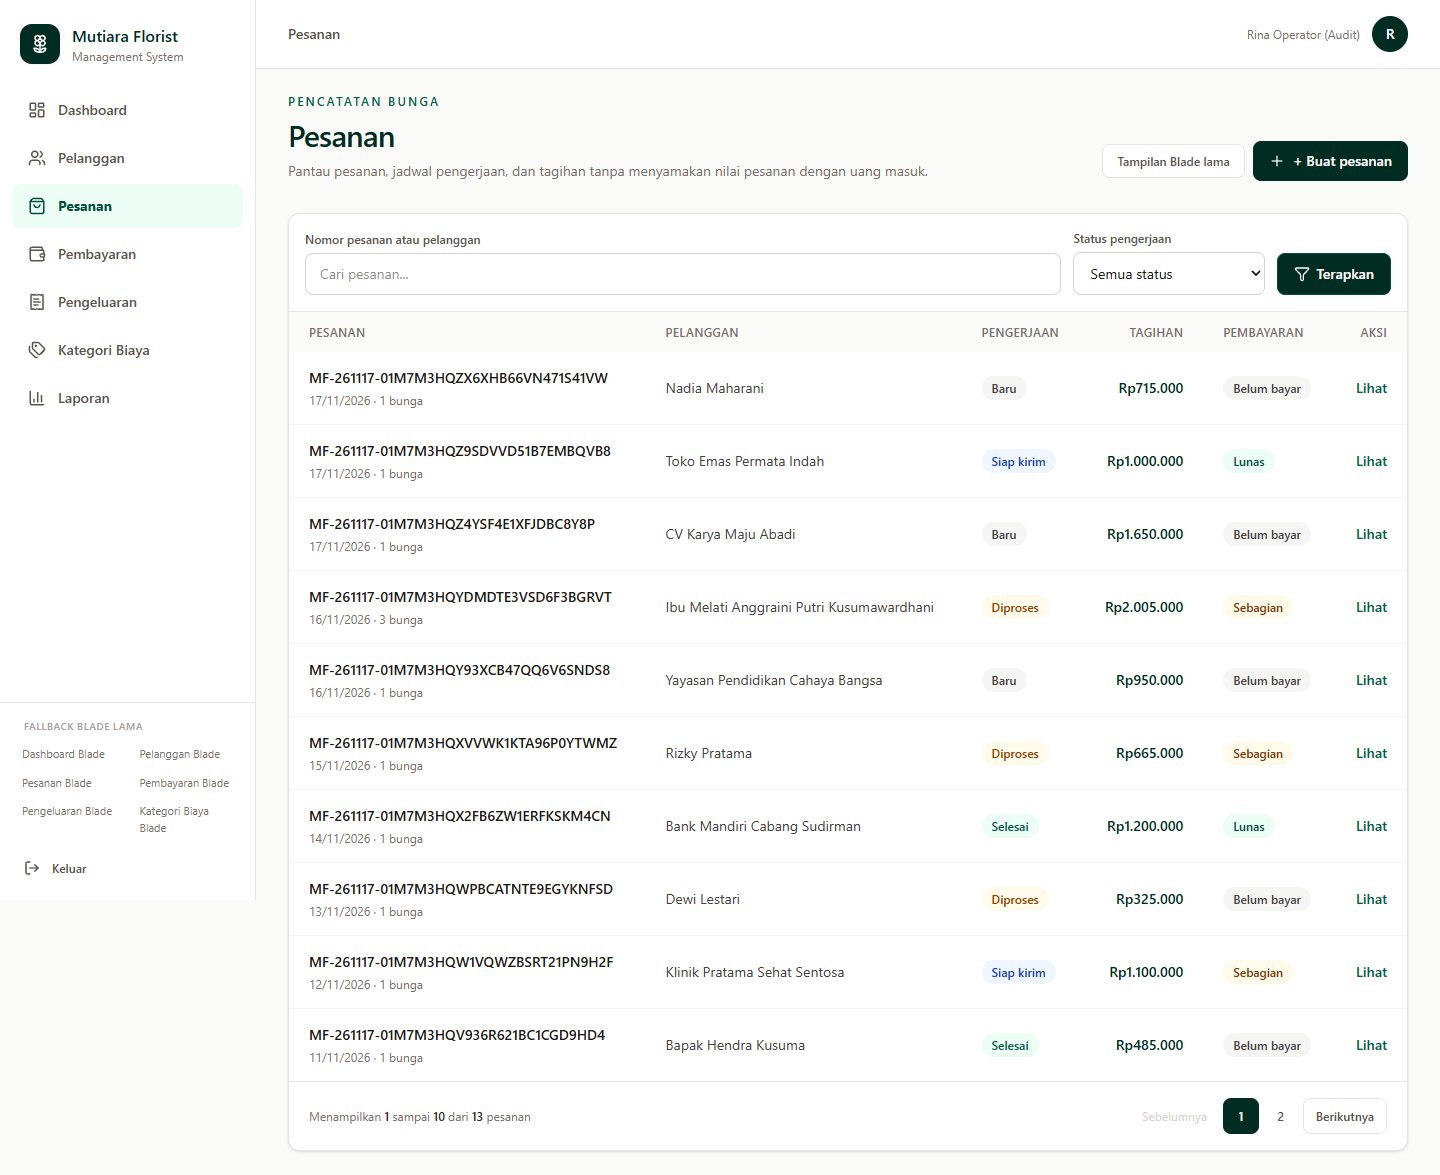 Mutiara Florist
Management System
Dashboard
Pelanggan
Pesanan
Pembayaran
Pengeluaran
Kategori Biaya
Laporan
FALLBACK BLADE LAMA
Dashboard Blade
Pelanggan Blade
Pesanan Blade
Pembayaran Blade
Pengeluaran Blade
Kategori Biaya
Blade
Keluar
Pesanan
Rina Operator (Audit)
R
PENCATATAN BUNGA
Pesanan
Pantau pesanan, jadwal pengerjaan, dan tagihan tanpa menyamakan nilai pesanan dengan uang masuk.
Tampilan Blade lama
+ Buat pesanan
Nomor pesanan atau pelanggan
Cari pesanan...
Status pengerjaan
Semua status
Terapkan
PESANAN PELANGGAN PENGERJAAN TAGIHAN PEMBAYARAN AKSI
MF-261117-01M7M3HQZX6XHB66VN471S41VW
17/11/2026 · 1 bunga
Nadia Maharani Baru Rp715.000 Belum bayar Lihat
MF-261117-01M7M3HQZ9SDVVD51B7EMBQVB8
17/11/2026 · 1 bunga
Toko Emas Permata Indah Siap kirim Rp1.000.000 Lunas Lihat
MF-261117-01M7M3HQZ4YSF4E1XFJDBC8Y8P
17/11/2026 · 1 bunga
CV Karya Maju Abadi Baru Rp1.650.000 Belum bayar Lihat
MF-261117-01M7M3HQYDMDTE3VSD6F3BGRVT
16/11/2026 · 3 bunga
Ibu Melati Anggraini Putri Kusumawardhani Diproses Rp2.005.000 Sebagian Lihat
MF-261117-01M7M3HQY93XCB47QQ6V6SNDS8
16/11/2026 · 1 bunga
Yayasan Pendidikan Cahaya Bangsa Baru Rp950.000 Belum bayar Lihat
MF-261117-01M7M3HQXVVWK1KTA96P0YTWMZ
15/11/2026 · 1 bunga
Rizky Pratama Diproses Rp665.000 Sebagian Lihat
MF-261117-01M7M3HQX2FB6ZW1ERFKSKM4CN
14/11/2026 · 1 bunga
Bank Mandiri Cabang Sudirman Selesai Rp1.200.000 Lunas Lihat
MF-261117-01M7M3HQWPBCATNTE9EGYKNFSD
13/11/2026 · 1 bunga
Dewi Lestari Diproses Rp325.000 Belum bayar Lihat
MF-261117-01M7M3HQW1VQWZBSRT21PN9H2F
12/11/2026 · 1 bunga
Klinik Pratama Sehat Sentosa Siap kirim Rp1.100.000 Sebagian Lihat
MF-261117-01M7M3HQV936R621BC1CGD9HD4
11/11/2026 · 1 bunga
Bapak Hendra Kusuma Selesai Rp485.000 Belum bayar Lihat
Menampilkan 1 sampai 10 dari 13 pesanan
Sebelumnya 1 2 Berikutnya